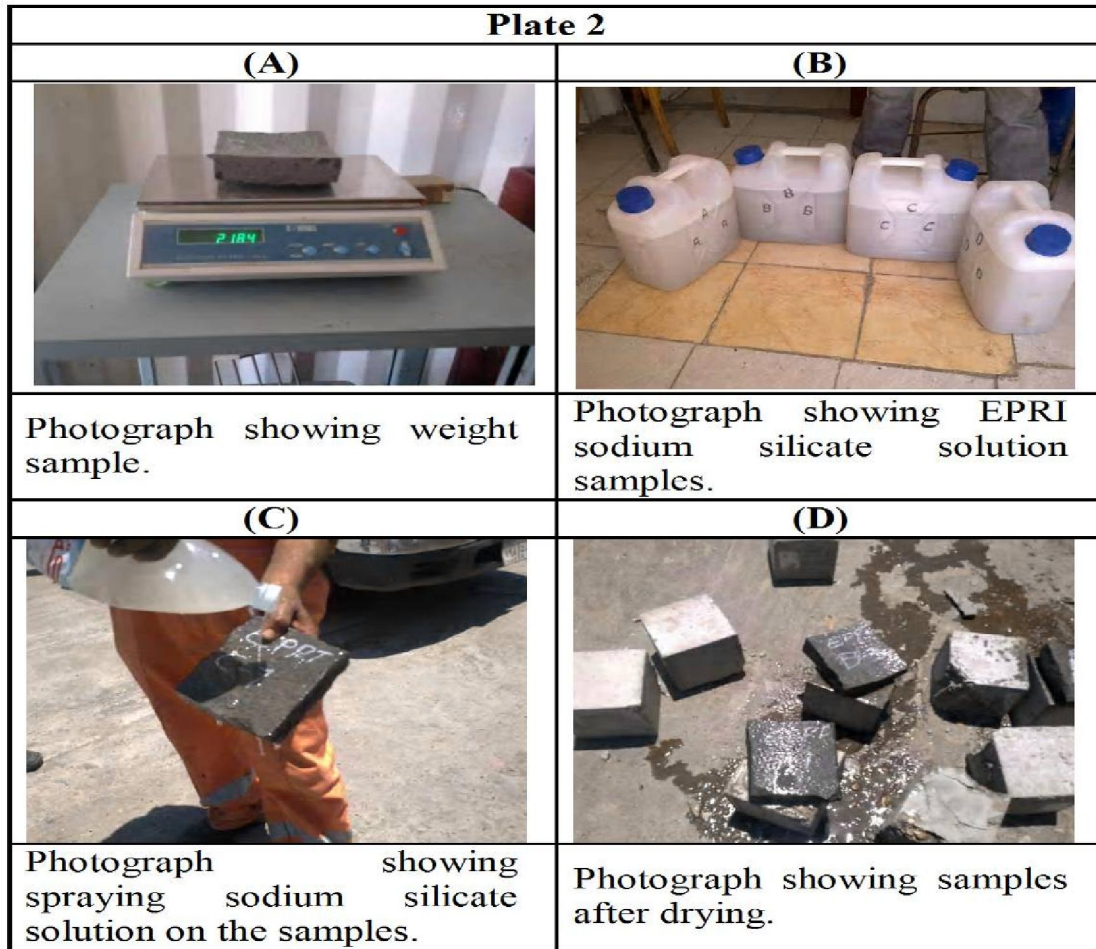 Plate 2
(A)
(B)
2184
A
A
A
B
B
B
C
C
C
D
D
D
Photograph showing weight
sample.
Photograph showing EPRI
sodium silicate solution
samples.
(C)
(D)
Photograph showing
spraying sodium silicate
solution on the samples.
Photograph showing samples
after drying.